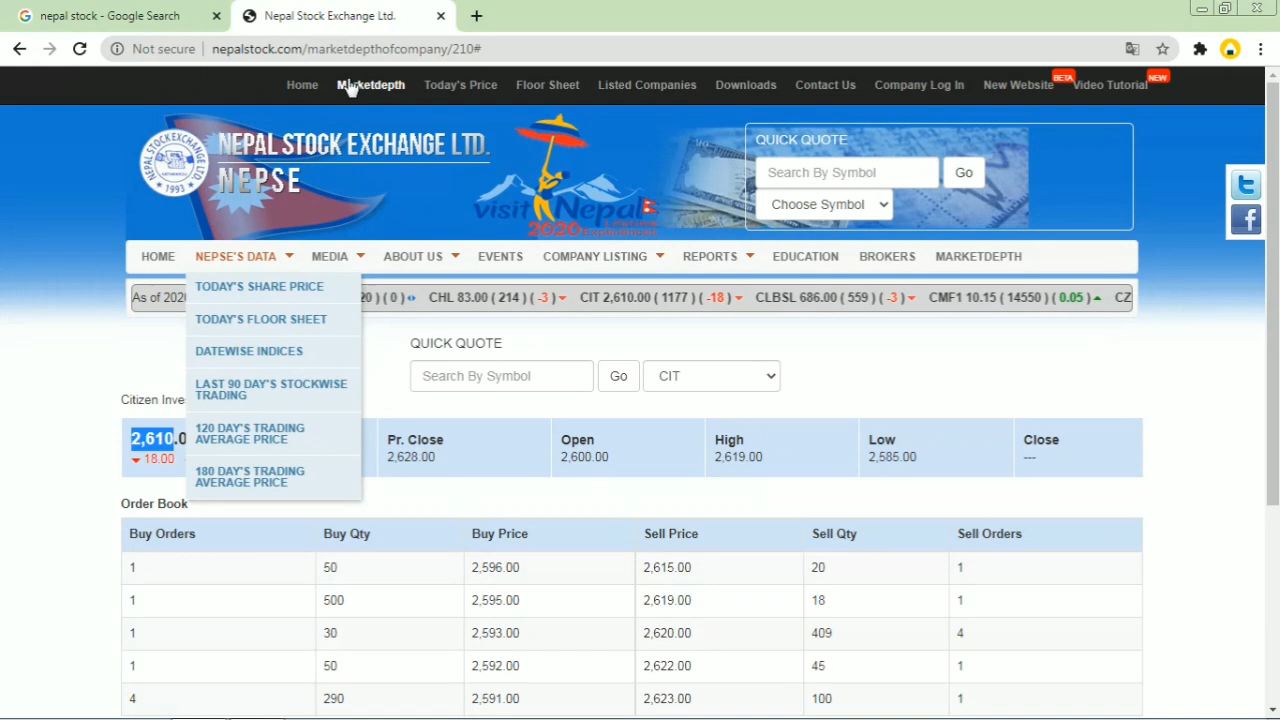 nepal stock - Google Search
Nepal Stock Exchange Ltd.
Not secure nepalstock.com/marketdepthofcompany/210#
Home Marketdepth Today's Price Floor Sheet Listed Companies Downloads Contact Us Company Log In New Website BETA Video Tutorial NEW
NEPAL STOCK EXCHANGE LTD.
NEPSE
NEPAL STOCK EXCHANGE LTD
1993
visit Nepal
2020
QUICK QUOTE
Search By Symbol Go
Choose Symbol
HOME NEPSE'S DATA MEDIA ABOUT US EVENTS COMPANY LISTING REPORTS EDUCATION BROKERS MARKETDEPTH
As of 2020 20 ) ( 0 ) CHL 83.00 ( 214 ) ( -3 ) CIT 2,610.00 ( 1177 ) ( -18 ) CLBSL 686.00 ( 559 ) ( -3 ) CMF1 10.15 ( 14550 ) ( 0.05 ) CZ
TODAY'S SHARE PRICE
TODAY'S FLOOR SHEET
DATEWISE INDICES
LAST 90 DAY'S STOCKWISE
TRADING
120 DAY'S TRADING
AVERAGE PRICE
180 DAY'S TRADING
AVERAGE PRICE
QUICK QUOTE
Search By Symbol Go CIT
Citizen Inves
2,610.0
18.00
Pr. Close Open High Low Close
2,628.00 2,600.00 2,619.00 2,585.00 ---
Order Book
Buy Orders Buy Qty Buy Price Sell Price Sell Qty Sell Orders
1 50 2,596.00 2,615.00 20 1
1 500 2,595.00 2,619.00 18 1
1 30 2,593.00 2,620.00 409 4
1 50 2,592.00 2,622.00 45 1
4 290 2,591.00 2,623.00 100 1